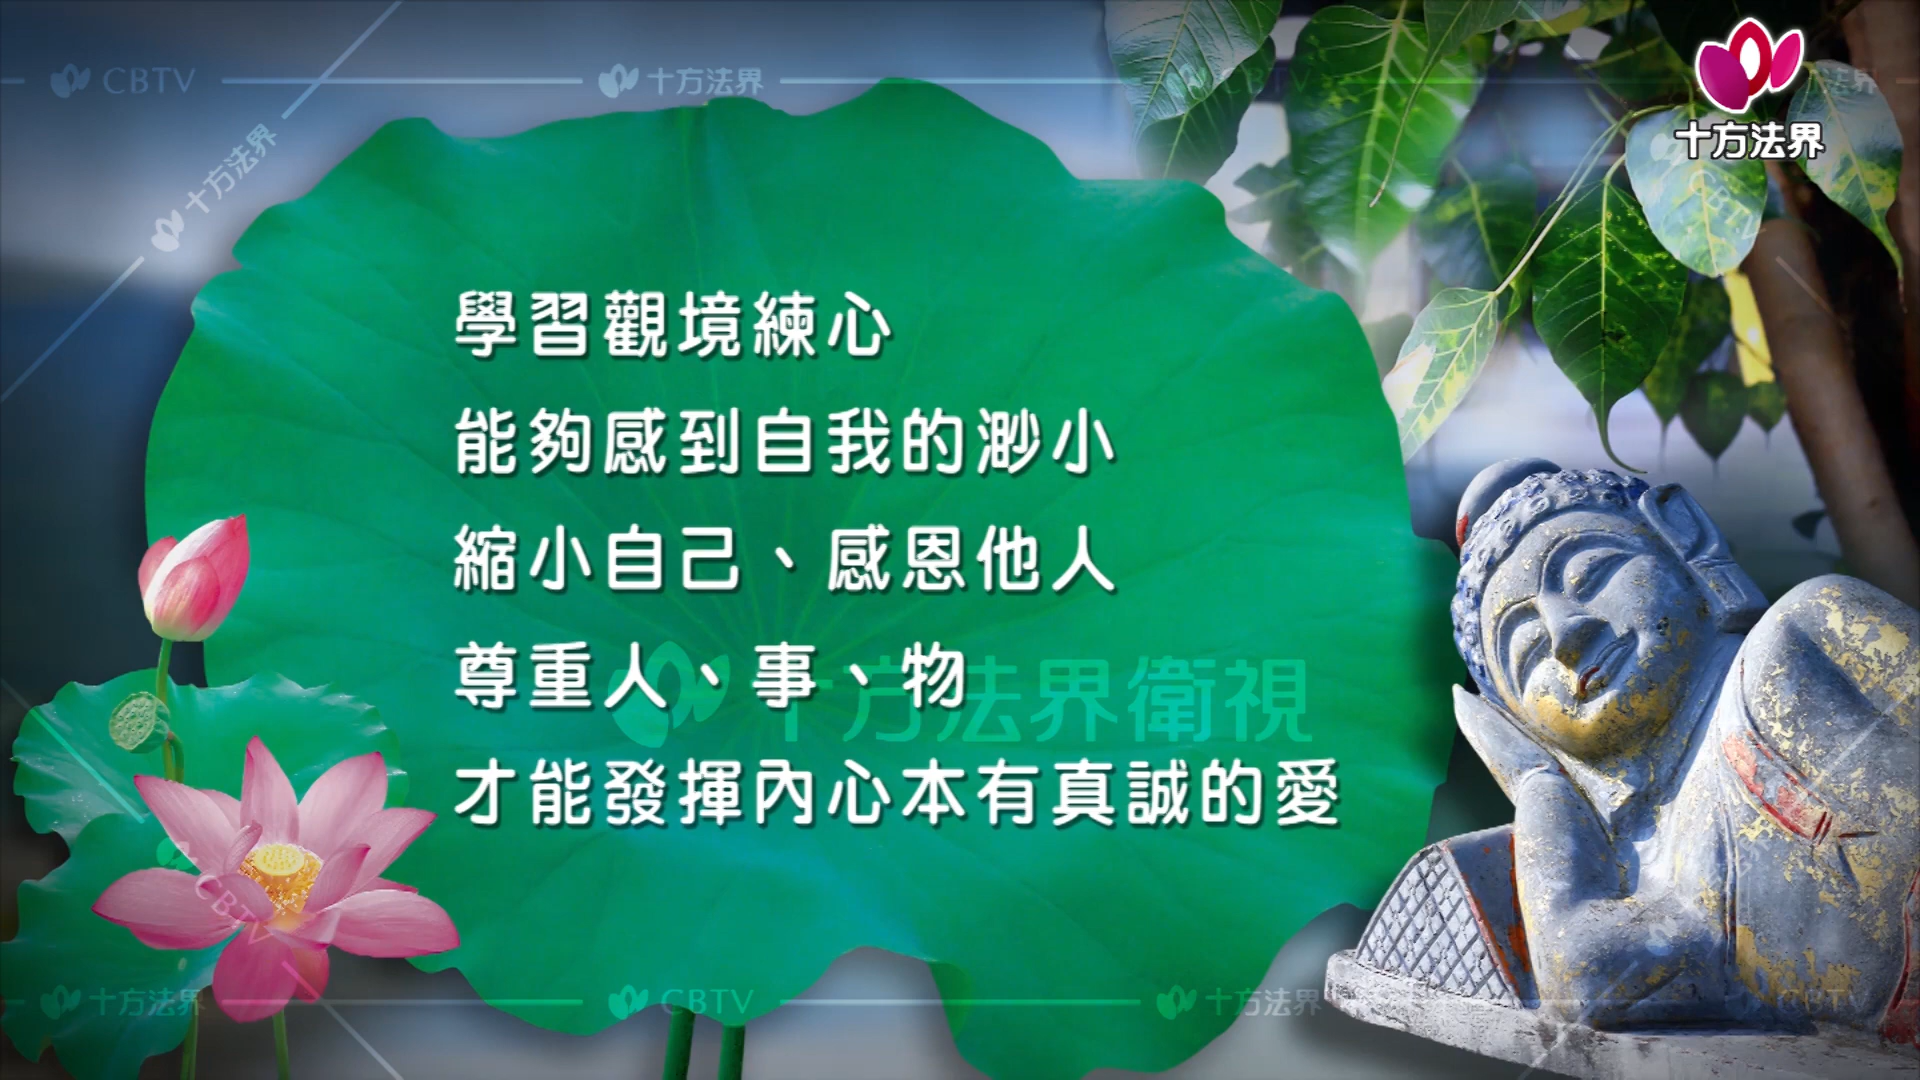 CBTV
十方法界
十方法界
十方法界
學習觀境練心
能夠感到自我的渺小
縮小自己、感恩他人
尊重人、事、物
十方法界衛視
才能發揮內心本有真誠的愛
CBTV
十方法界
CBTV
十方法界
CBTV